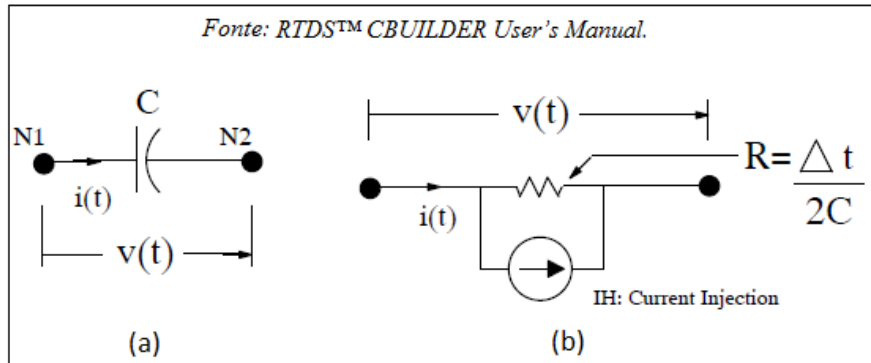 Fonte: RTDS™ CBUILDER User's Manual.
C
N1
N2
i(t)
v(t)
(a)
v(t)
R= △ t
2C
i(t)
IH: Current Injection
(b)